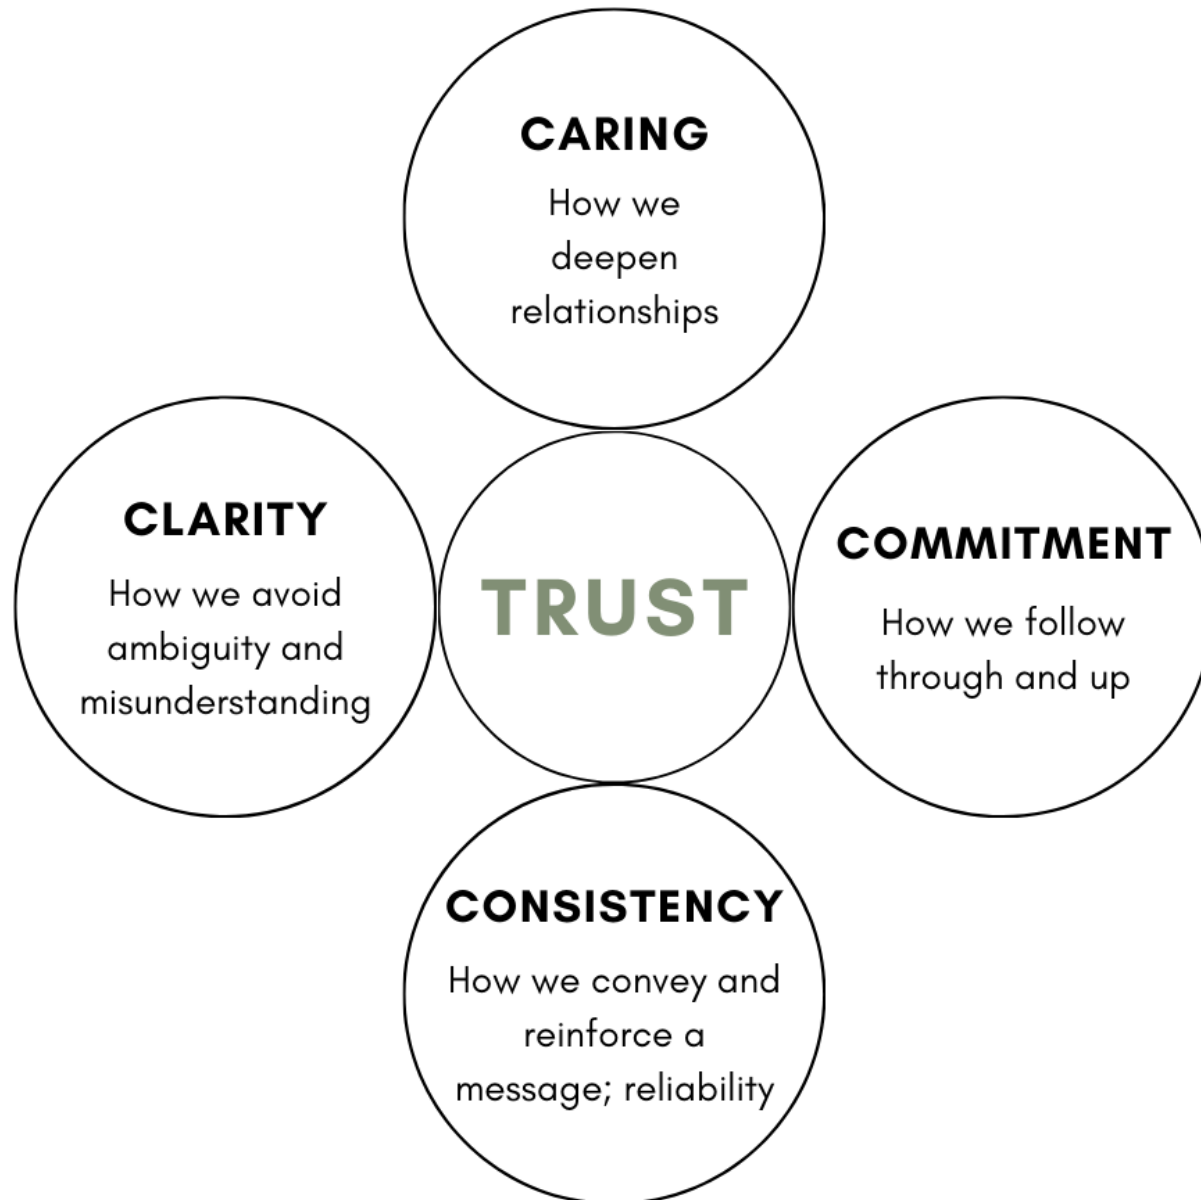 CARING
How we
deepen
relationships
CLARITY
How we avoid
ambiguity and
misunderstanding
TRUST
COMMITMENT
How we follow
through and up
CONSISTENCY
How we convey and
reinforce a
message; reliability